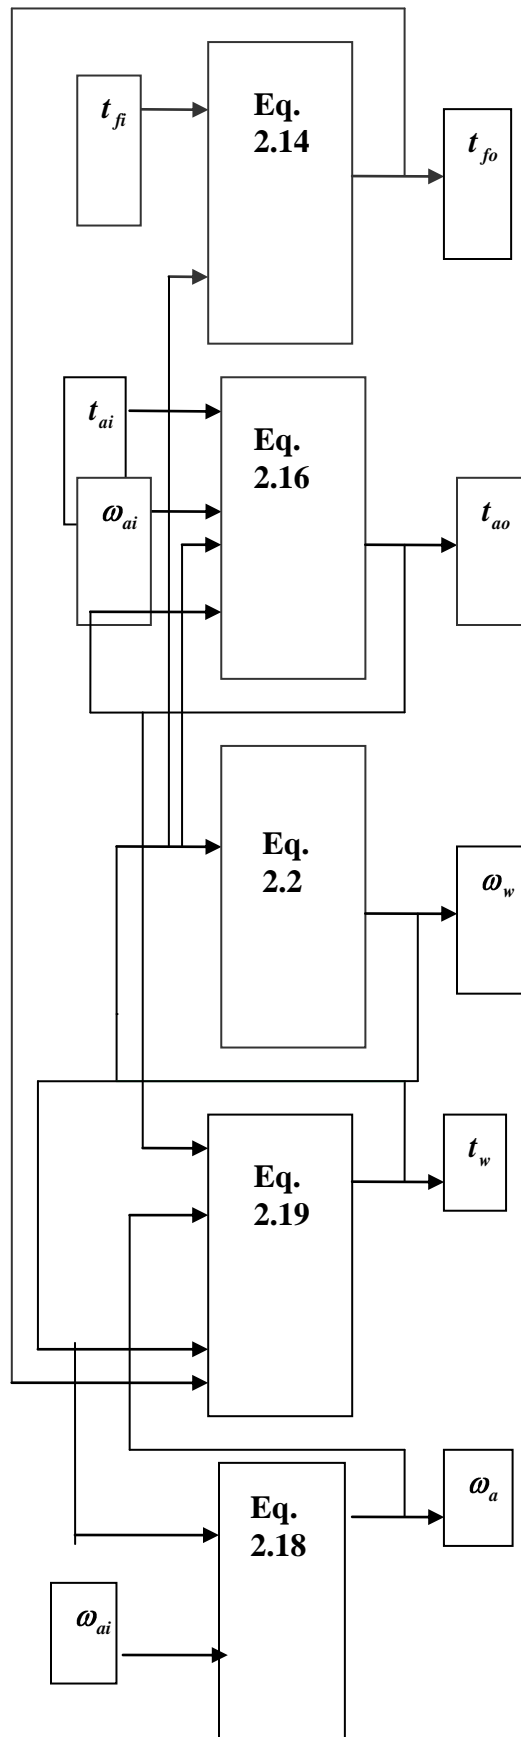 t_fi
Eq.
2.14
t_fo
t_ai
Eq.
2.16
ω_ai
t_ao
Eq.
2.2
ω_w
Eq.
2.19
t_w
Eq.
2.18
ω_a
ω_ai